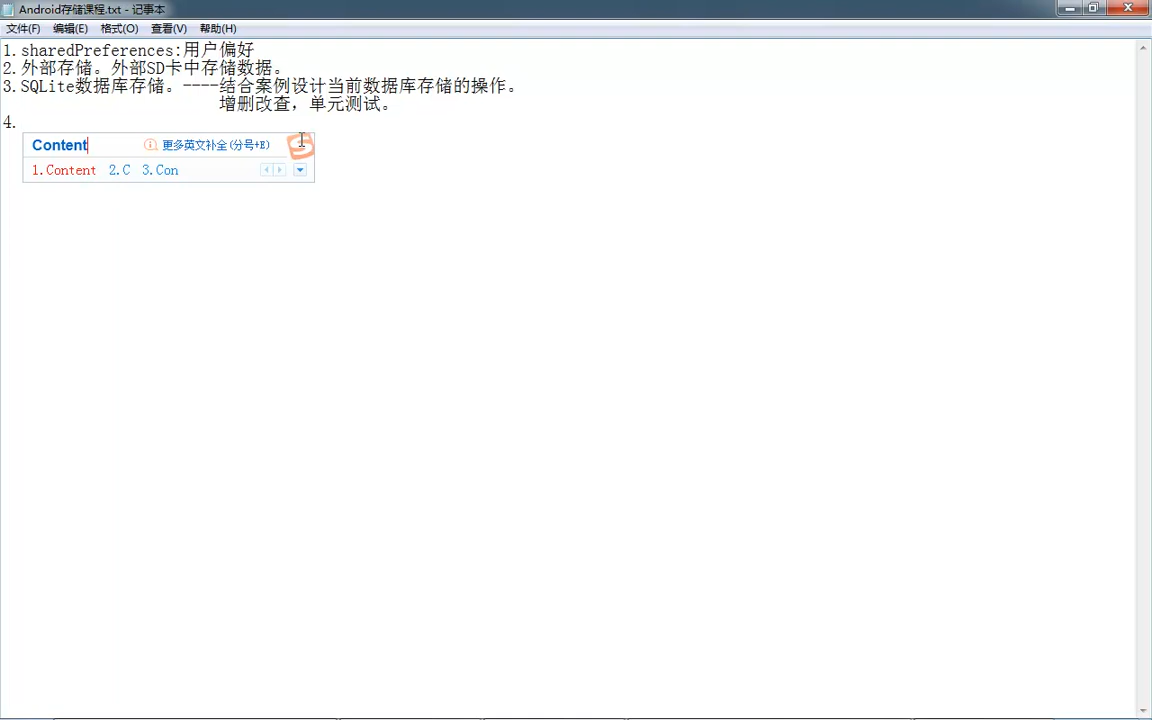 Android存储课程.txt - 记事本
文件(F) 编辑(E) 格式(O) 查看(V) 帮助(H)
1.sharedPreferences:用户偏好
2.外部存储。外部SD卡中存储数据。
3.SQLite数据库存储。----结合案例设计当前数据库存储的操作。
增删改查，单元测试。
4.
Content 更多英文补全(分号+E)
1.Content 2.C 3.Con